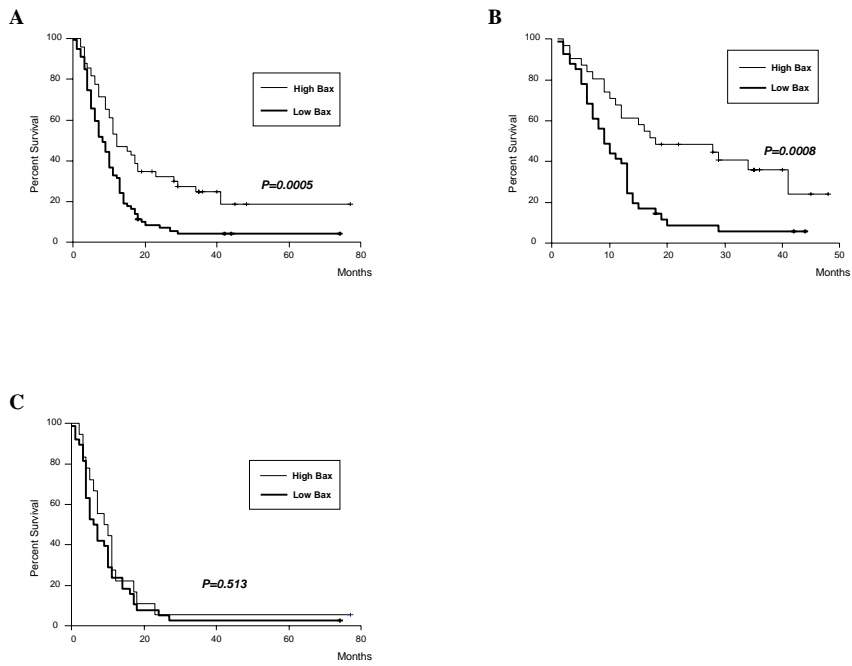 A
100
80
60
40
20
0
Percent Survival
High Bax
Low Bax
P=0.0005
0 20 40 60 80
Months
B
100
80
60
40
20
0
Percent Survival
High Bax
Low Bax
P=0.0008
0 10 20 30 40 50
Months
C
100
80
60
40
20
0
Percent Survival
High Bax
Low Bax
P=0.513
0 20 40 60 80
Months